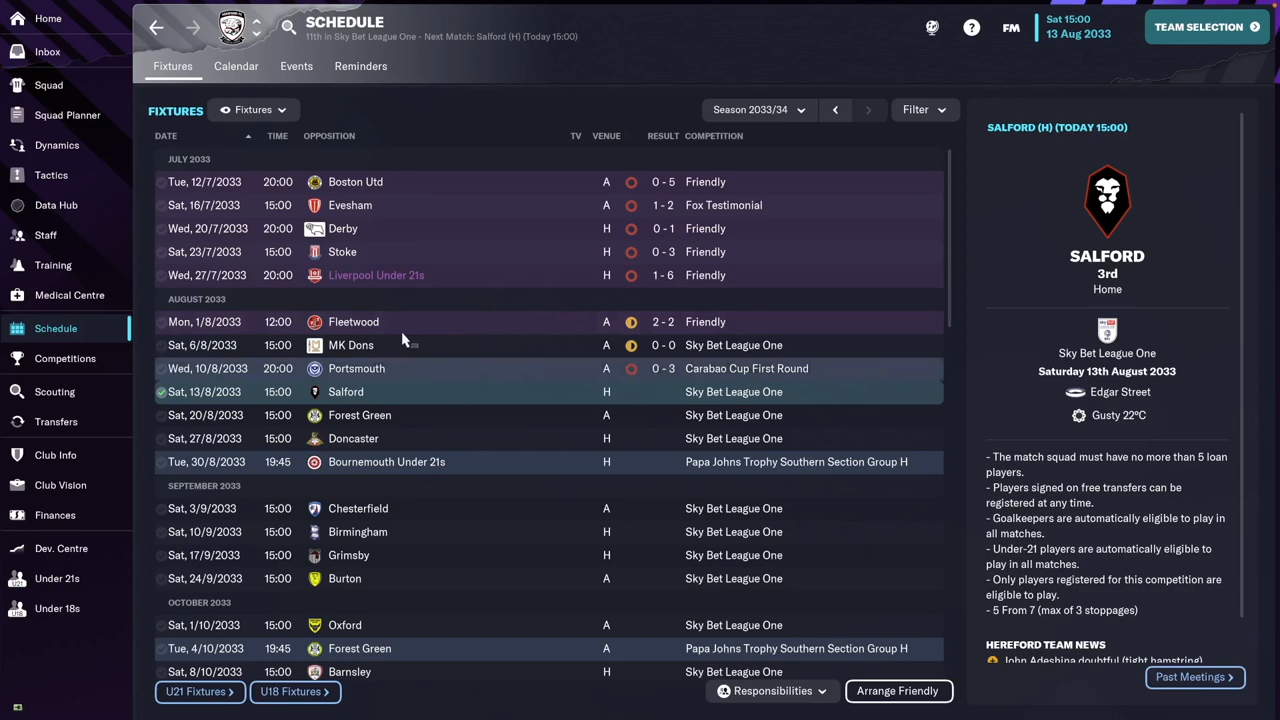 Home
Inbox
Squad
Squad Planner
Dynamics
Tactics
Data Hub
Staff
Training
Medical Centre
Schedule
Competitions
Scouting
Transfers
Club Info
Club Vision
Finances
Dev. Centre
Under 21s
Under 18s
SCHEDULE
11th in Sky Bet League One - Next Match: Salford (H) (Today 15:00)
FM
Sat 15:00
13 Aug 2033
TEAM SELECTION
Fixtures Calendar Events Reminders
FIXTURES Fixtures Season 2033/34 Filter
DATE TIME OPPOSITION TV VENUE RESULT COMPETITION
JULY 2033
Tue, 12/7/2033 20:00 Boston Utd A 0 - 5 Friendly
Sat, 16/7/2033 15:00 Evesham A 1 - 2 Fox Testimonial
Wed, 20/7/2033 20:00 Derby H 0 - 1 Friendly
Sat, 23/7/2033 15:00 Stoke H 0 - 3 Friendly
Wed, 27/7/2033 20:00 Liverpool Under 21s H 1 - 6 Friendly
AUGUST 2033
Mon, 1/8/2033 12:00 Fleetwood A 2 - 2 Friendly
Sat, 6/8/2033 15:00 MK Dons A 0 - 0 Sky Bet League One
Wed, 10/8/2033 20:00 Portsmouth A 0 - 3 Carabao Cup First Round
Sat, 13/8/2033 15:00 Salford H Sky Bet League One
Sat, 20/8/2033 15:00 Forest Green A Sky Bet League One
Sat, 27/8/2033 15:00 Doncaster H Sky Bet League One
Tue, 30/8/2033 19:45 Bournemouth Under 21s H Papa Johns Trophy Southern Section Group H
SEPTEMBER 2033
Sat, 3/9/2033 15:00 Chesterfield A Sky Bet League One
Sat, 10/9/2033 15:00 Birmingham H Sky Bet League One
Sat, 17/9/2033 15:00 Grimsby H Sky Bet League One
Sat, 24/9/2033 15:00 Burton A Sky Bet League One
OCTOBER 2033
Sat, 1/10/2033 15:00 Oxford A Sky Bet League One
Tue, 4/10/2033 19:45 Forest Green A Papa Johns Trophy Southern Section Group H
Sat, 8/10/2033 15:00 Barnsley H Sky Bet League One
U21 Fixtures U18 Fixtures Responsibilities Arrange Friendly
SALFORD (H) (TODAY 15:00)
SALFORD
3rd
Home
Sky Bet League One
Saturday 13th August 2033
Edgar Street
Gusty 22°C
- The match squad must have no more than 5 loan
players.
- Players signed on free transfers can be
registered at any time.
- Goalkeepers are automatically eligible to play in
all matches.
- Under-21 players are automatically eligible to
play in all matches.
- Only players registered for this competition are
eligible to play.
- 5 From 7 (max of 3 stoppages)
HEREFORD TEAM NEWS
John Adeshina doubtful (tight hamstring)
Past Meetings